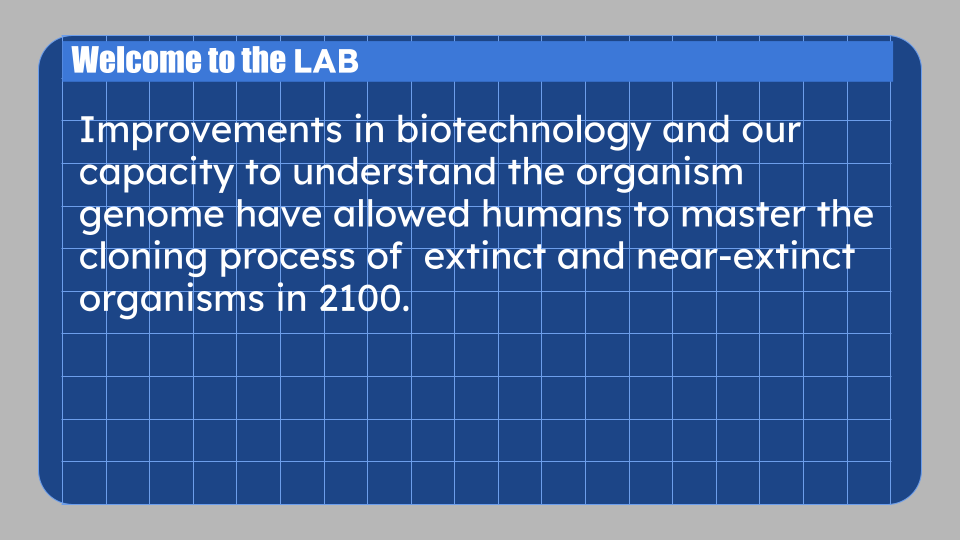 Welcome to the LAB
Improvements in biotechnology and our
capacity to understand the organism
genome have allowed humans to master the
cloning process of  extinct and near-extinct
organisms in 2100.